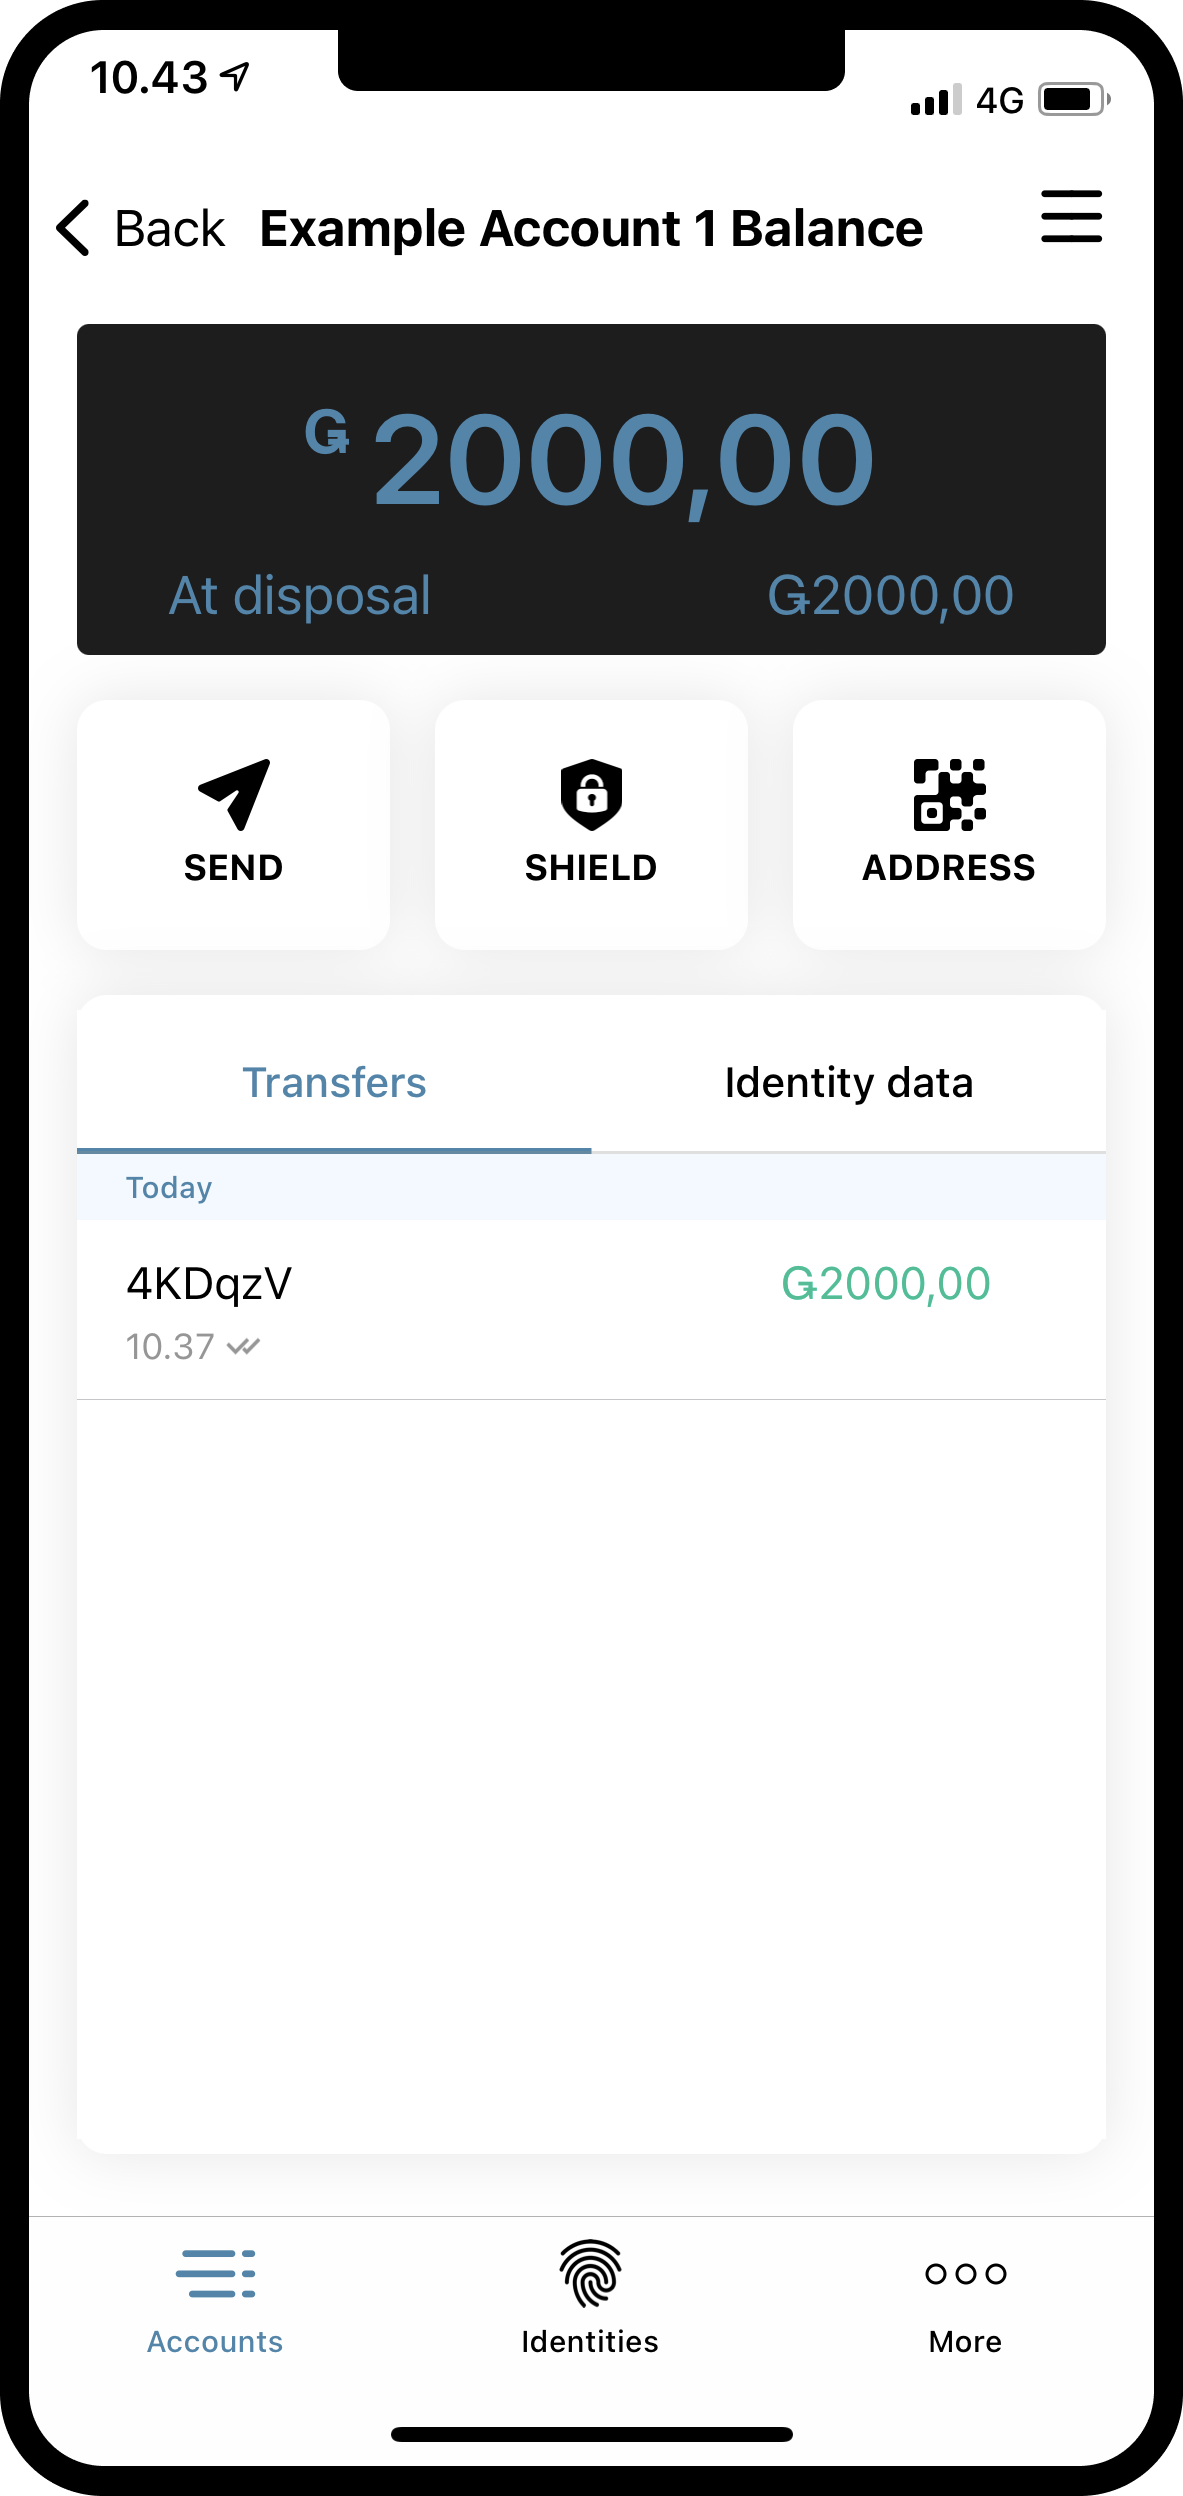 10.43
4G
Back Example Account 1 Balance
Ǥ 2000,00
At disposal Ǥ2000,00
SEND SHIELD ADDRESS
Transfers Identity data
Today
4KDqzV Ǥ2000,00
10.37
Accounts Identities More